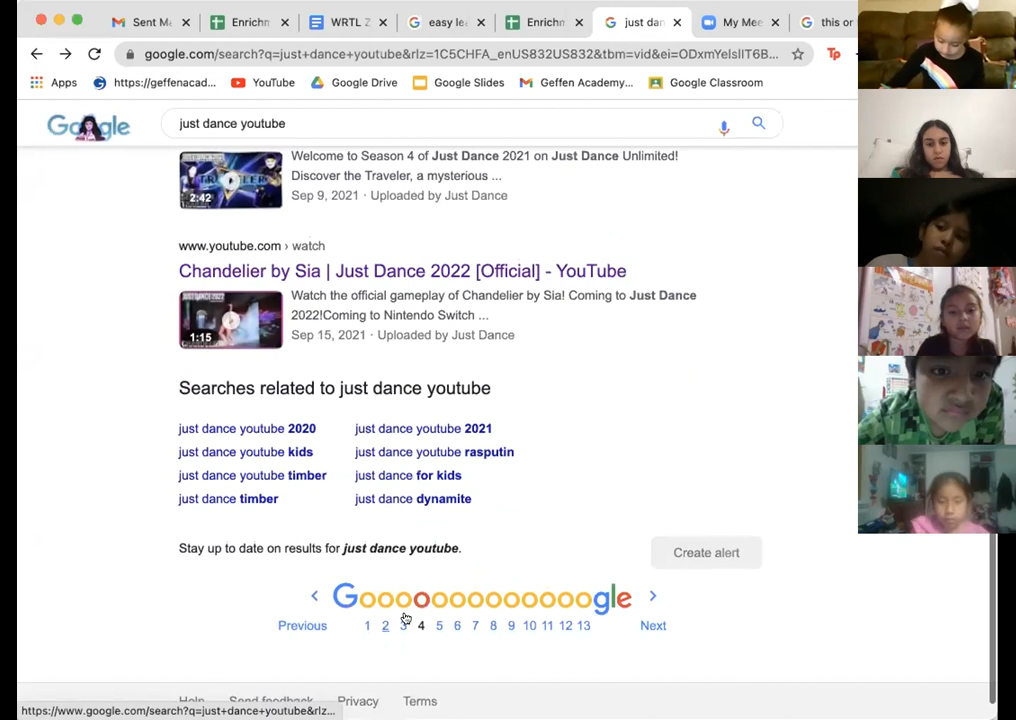 Sent M
Enrichm
WRTL Z
easy le
Enrichm
just dan
My Mee
this or
google.com/search?q=just+dance+youtube&rlz=1C5CHFA_enUS832US832&tbm=vid&ei=ODxmYeIsIIT6B...
Apps
https://geffenacad...
YouTube
Google Drive
Google Slides
Geffen Academy...
Google Classroom
Google
just dance youtube
Welcome to Season 4 of Just Dance 2021 on Just Dance Unlimited!
Discover the Traveler, a mysterious ...
2:42
Sep 9, 2021 · Uploaded by Just Dance
www.youtube.com › watch
Chandelier by Sia | Just Dance 2022 [Official] - YouTube
Watch the official gameplay of Chandelier by Sia! Coming to Just Dance
2022!Coming to Nintendo Switch ...
1:15
Sep 15, 2021 · Uploaded by Just Dance
Searches related to just dance youtube
just dance youtube 2020
just dance youtube 2021
just dance youtube kids
just dance youtube rasputin
just dance youtube timber
just dance for kids
just dance timber
just dance dynamite
Stay up to date on results for just dance youtube.
Create alert
< Goooooooooooooogle >
Previous 1 2 3 4 5 6 7 8 9 10 11 12 13 Next
Help Send feedback Privacy Terms
https://www.google.com/search?q=just+dance+youtube&rlz...